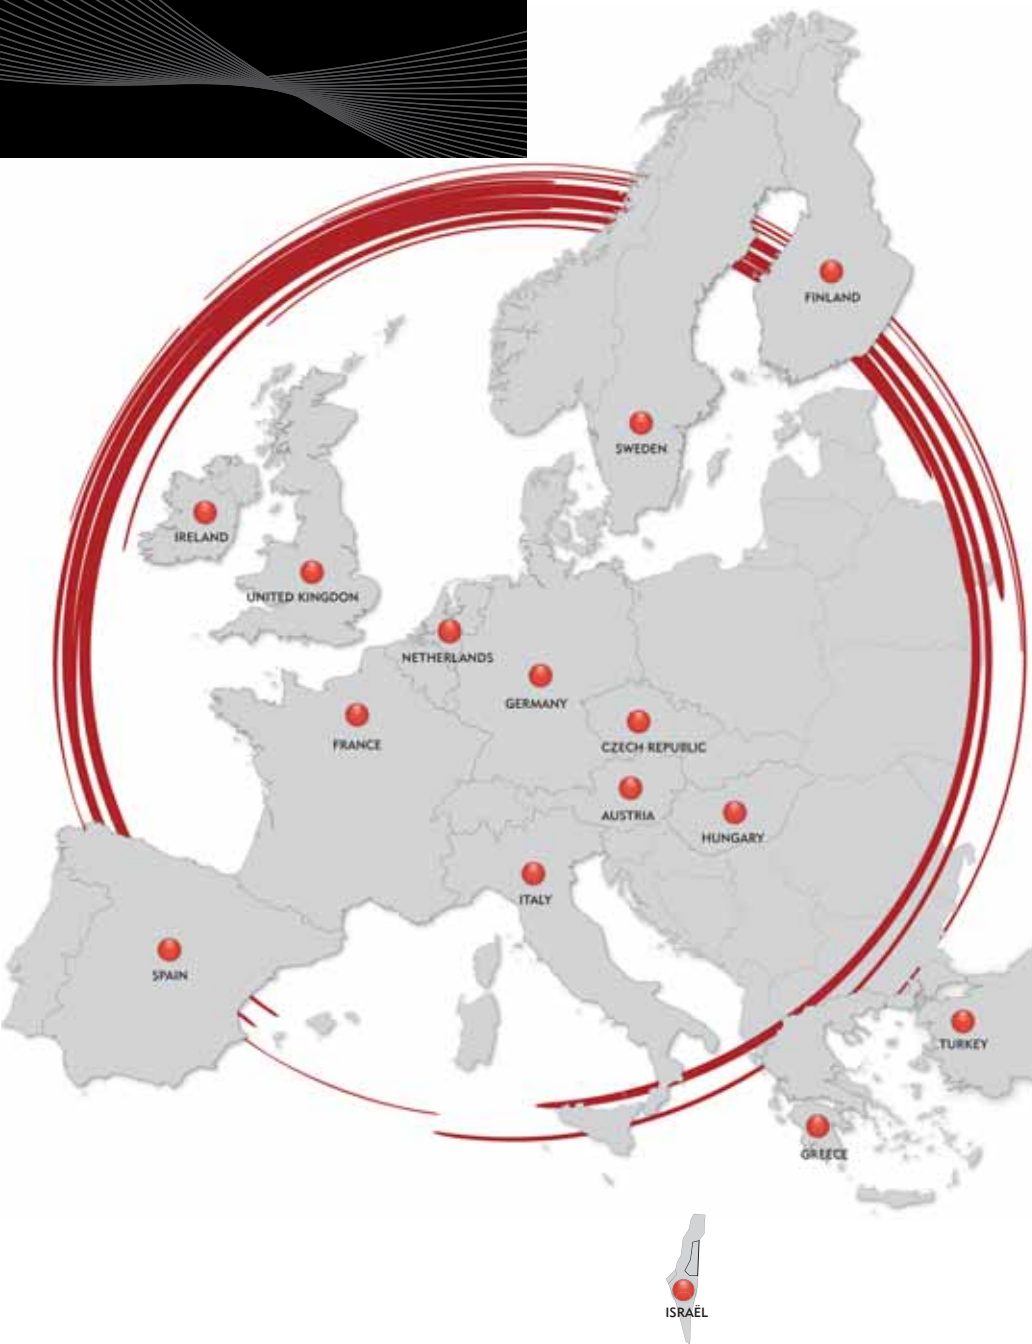 FINLAND
SWEDEN
IRELAND
UNITED KINGDOM
NETHERLANDS
GERMANY
FRANCE
CZECH REPUBLIC
AUSTRIA
HUNGARY
ITALY
SPAIN
TURKEY
GREECE
ISRAËL